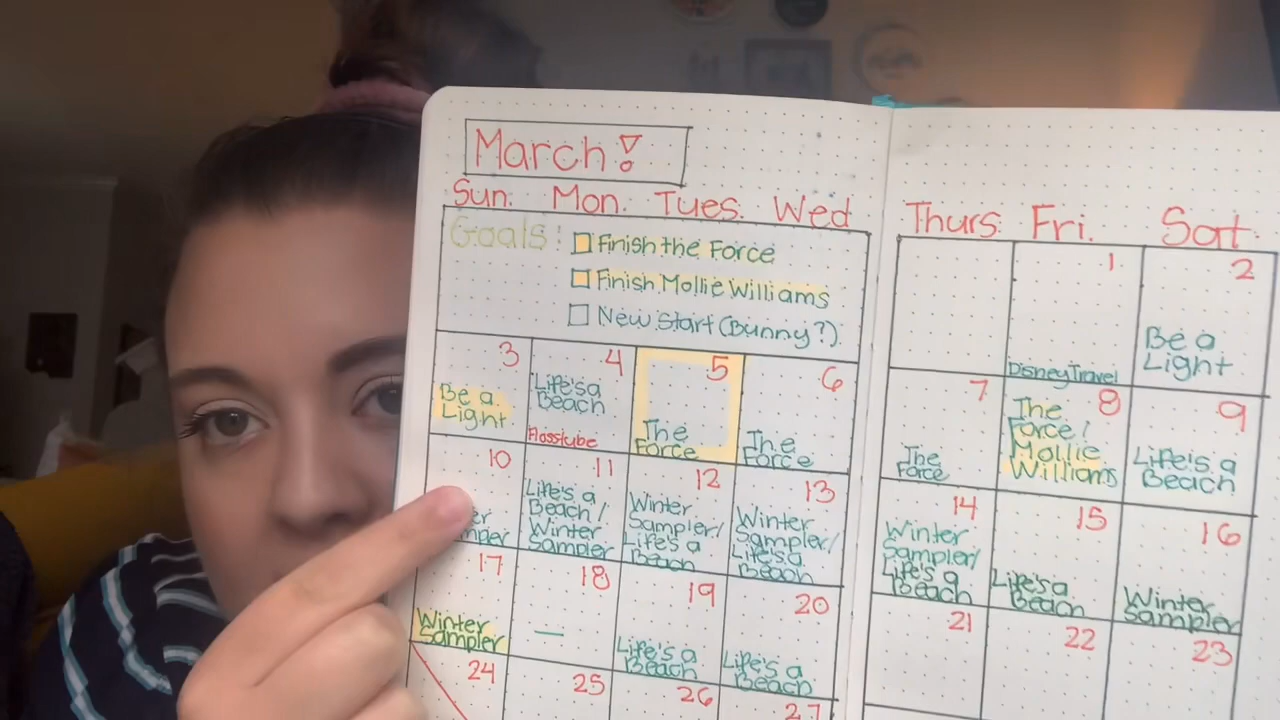 March!
Sun. Mon. Tues. Wed Thurs. Fri. Sat.
Goals:
Finish the Force
Finish Mollie Williams
New Start (Bunny?)
1
Disney Travel
2
Be a
Light
3
Be a
Light
4
Life's a
Beach
Flosstube
5
The
Force
6
The
Force
7
The
Force
8
The
Force/
Mollie
Williams
9
Life's a
Beach
10
11
Life's a
Beach/
Winter
Sampler
12
Winter
Sampler/
Life's a
Beach
13
Winter
Sampler/
Life's a
Beach
14
Winter
Sampler/
Life's a
Beach
15
Life's a
Beach
16
Winter
Sampler
17
Winter
Sampler
18
—
19
Life's a
Beach
20
Life's a
Beach
21
22
23
24
25
26
27